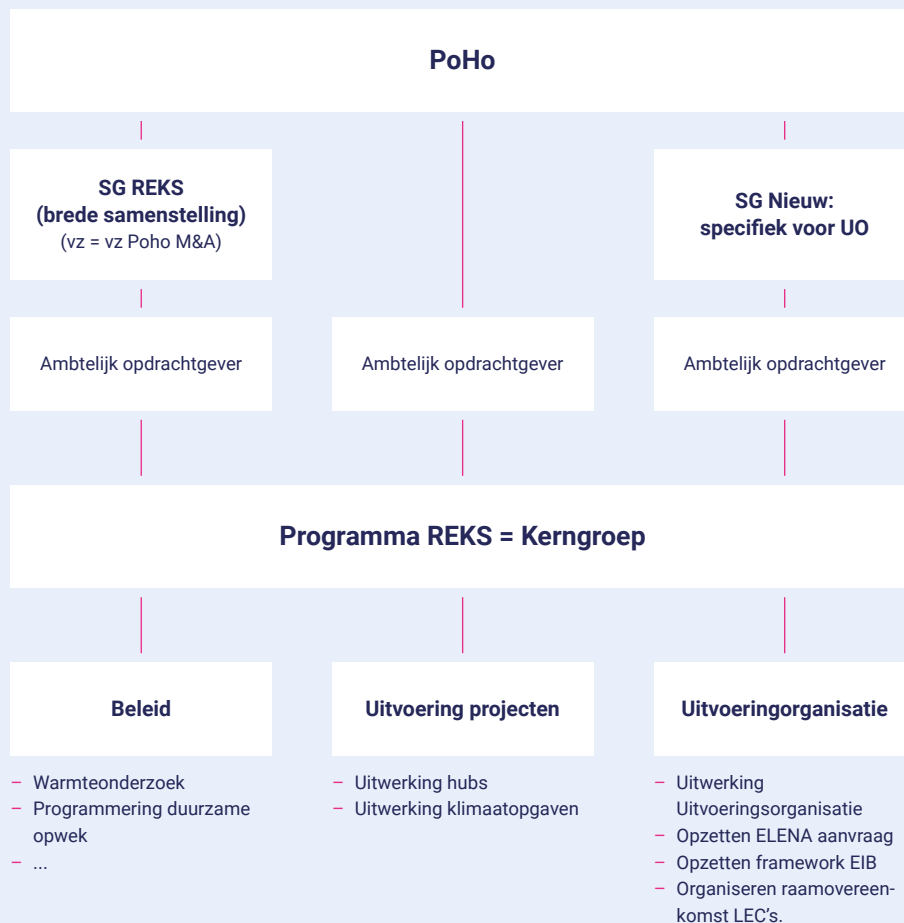 PoHo
SG REKS
(brede samenstelling)
(vz = vz Poho M&A)
SG Nieuw:
specifiek voor UO
Ambtelijk opdrachtgever
Ambtelijk opdrachtgever
Ambtelijk opdrachtgever
Programma REKS = Kerngroep
Beleid
– Warmteonderzoek
– Programmering duurzame
opwek
– ...
Uitvoering projecten
– Uitwerking hubs
– Uitwerking klimaatopgaven
Uitvoeringorganisatie
– Uitwerking
Uitvoeringsorganisatie
– Opzetten ELENA aanvraag
– Opzetten framework EIB
– Organiseren raamovereen-
komst LEC's.